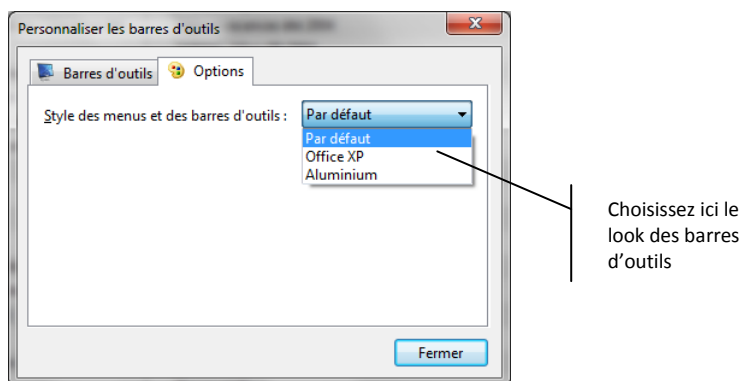 Personnaliser les barres d'outils
Barres d'outils
Options
Style des menus et des barres d'outils :
Par défaut
Par défaut
Office XP
Aluminium
Choisissez ici le
look des barres
d’outils
Fermer